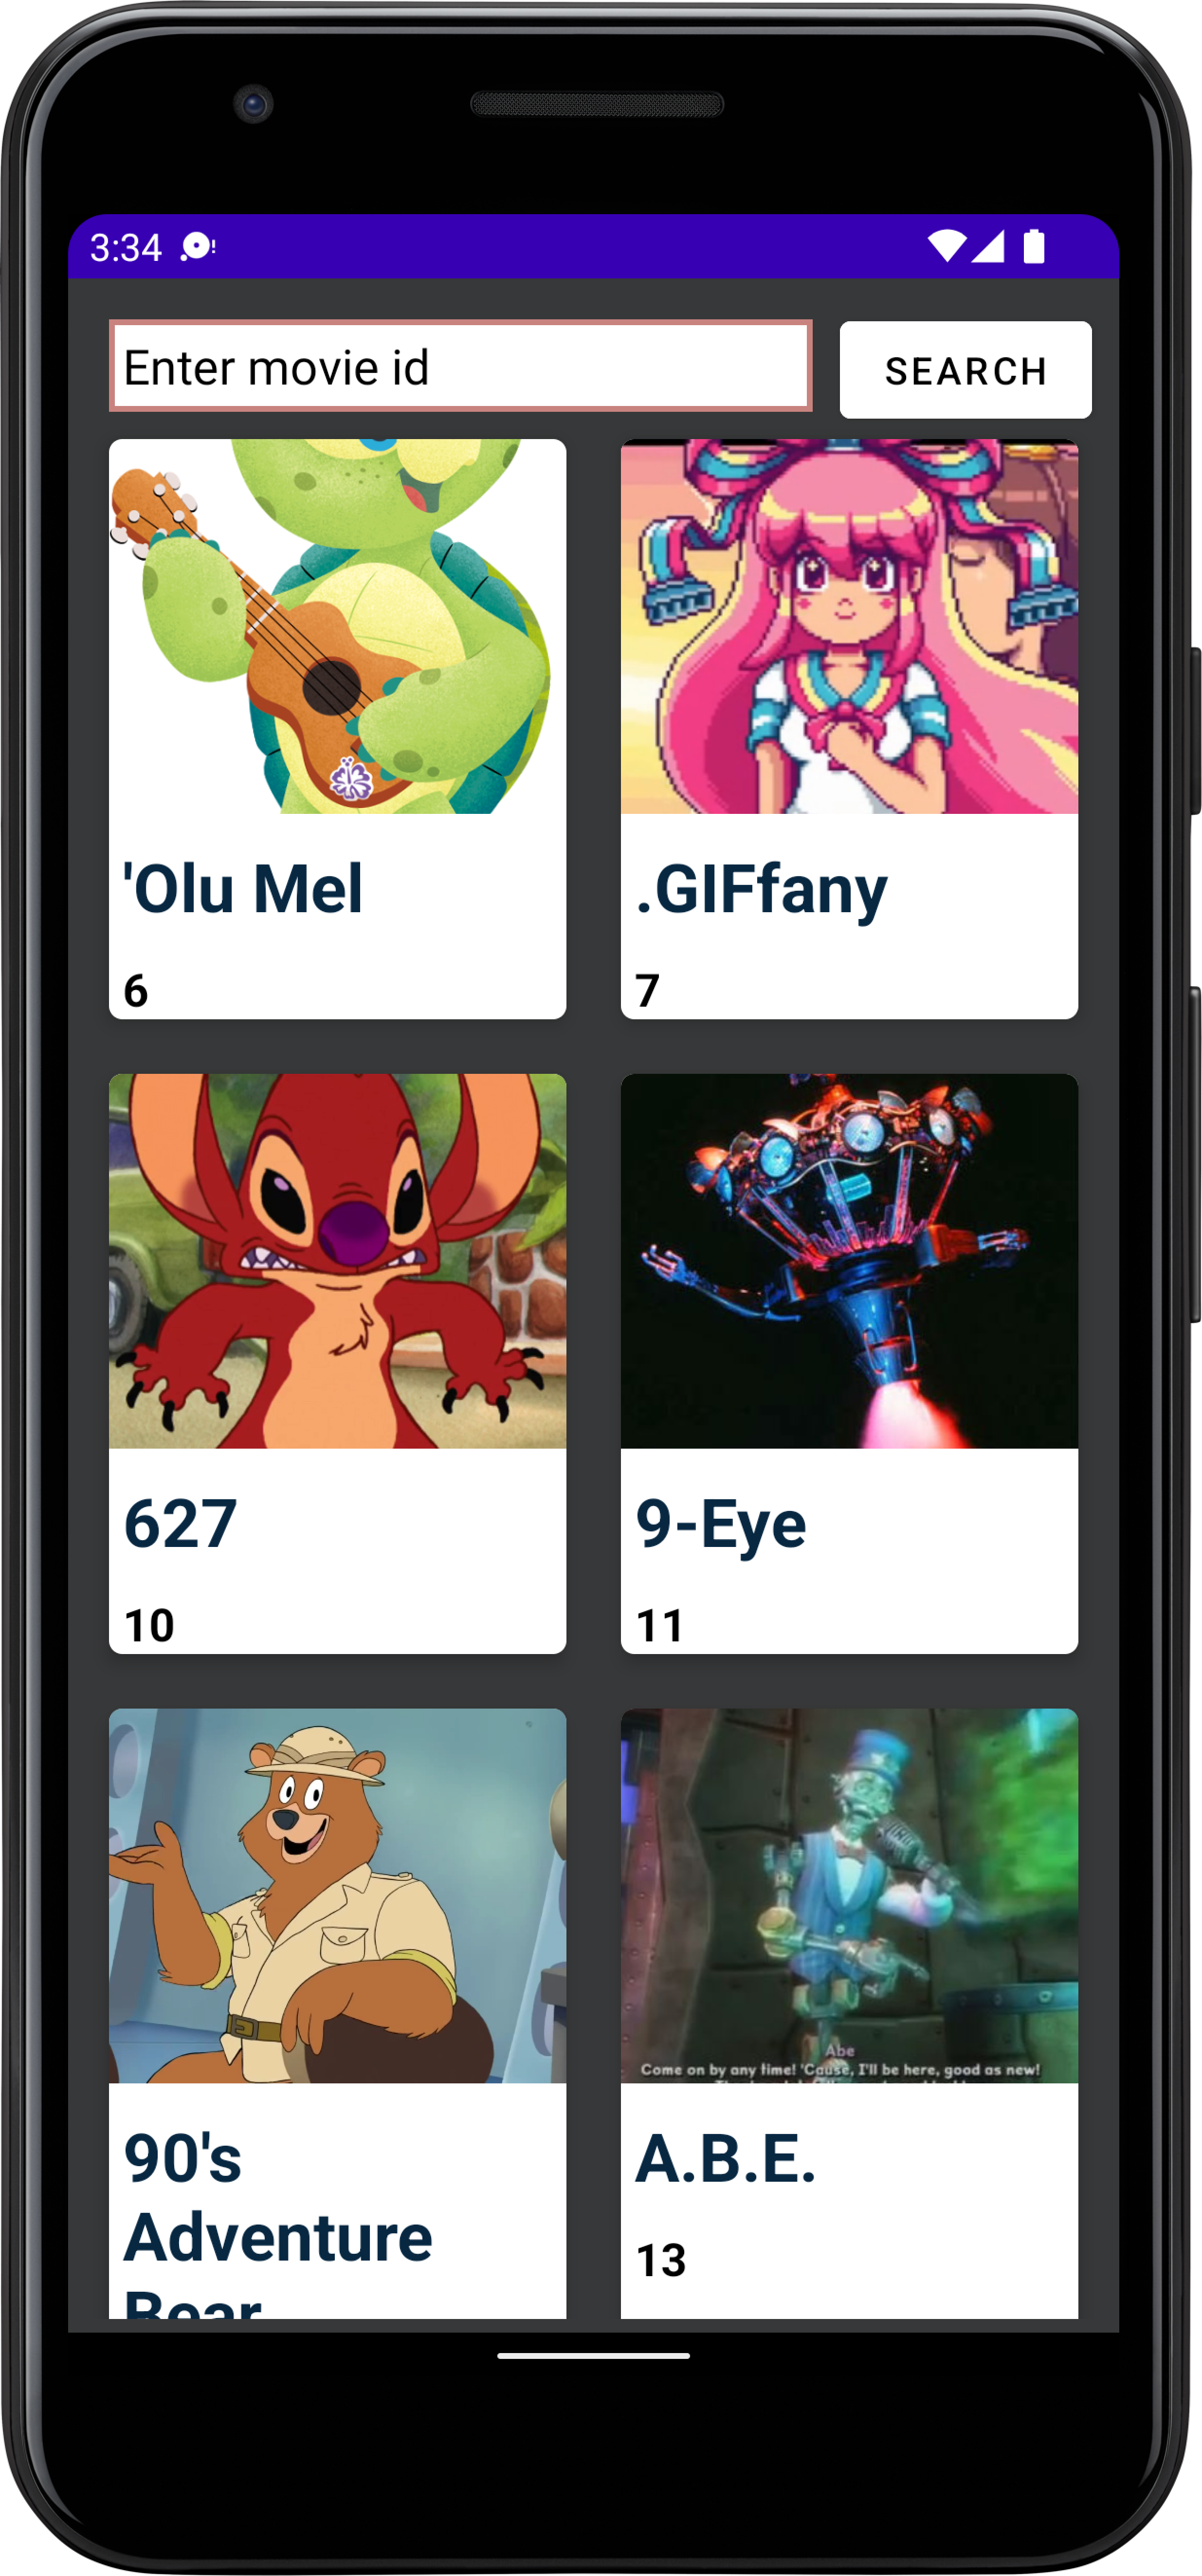 3:34
Enter movie id
SEARCH
'Olu Mel
6
.GIFfany
7
627
10
9-Eye
11
90's
Adventure
Bear
Abe
Come on by any time! 'Cause, I'll be here, good as new!
A.B.E.
13